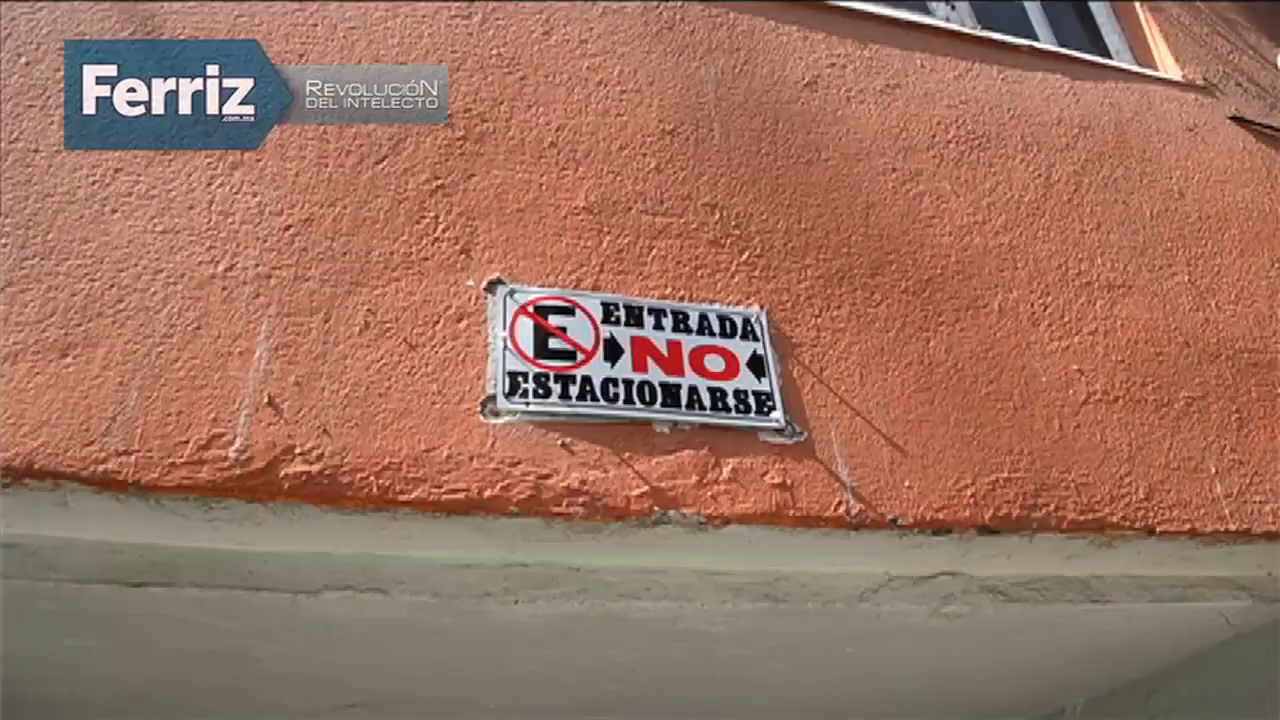 Ferriz
.com.mx
REVOLUCIÓN
DEL INTELECTO
E ENTRADA
NO
ESTACIONARSE